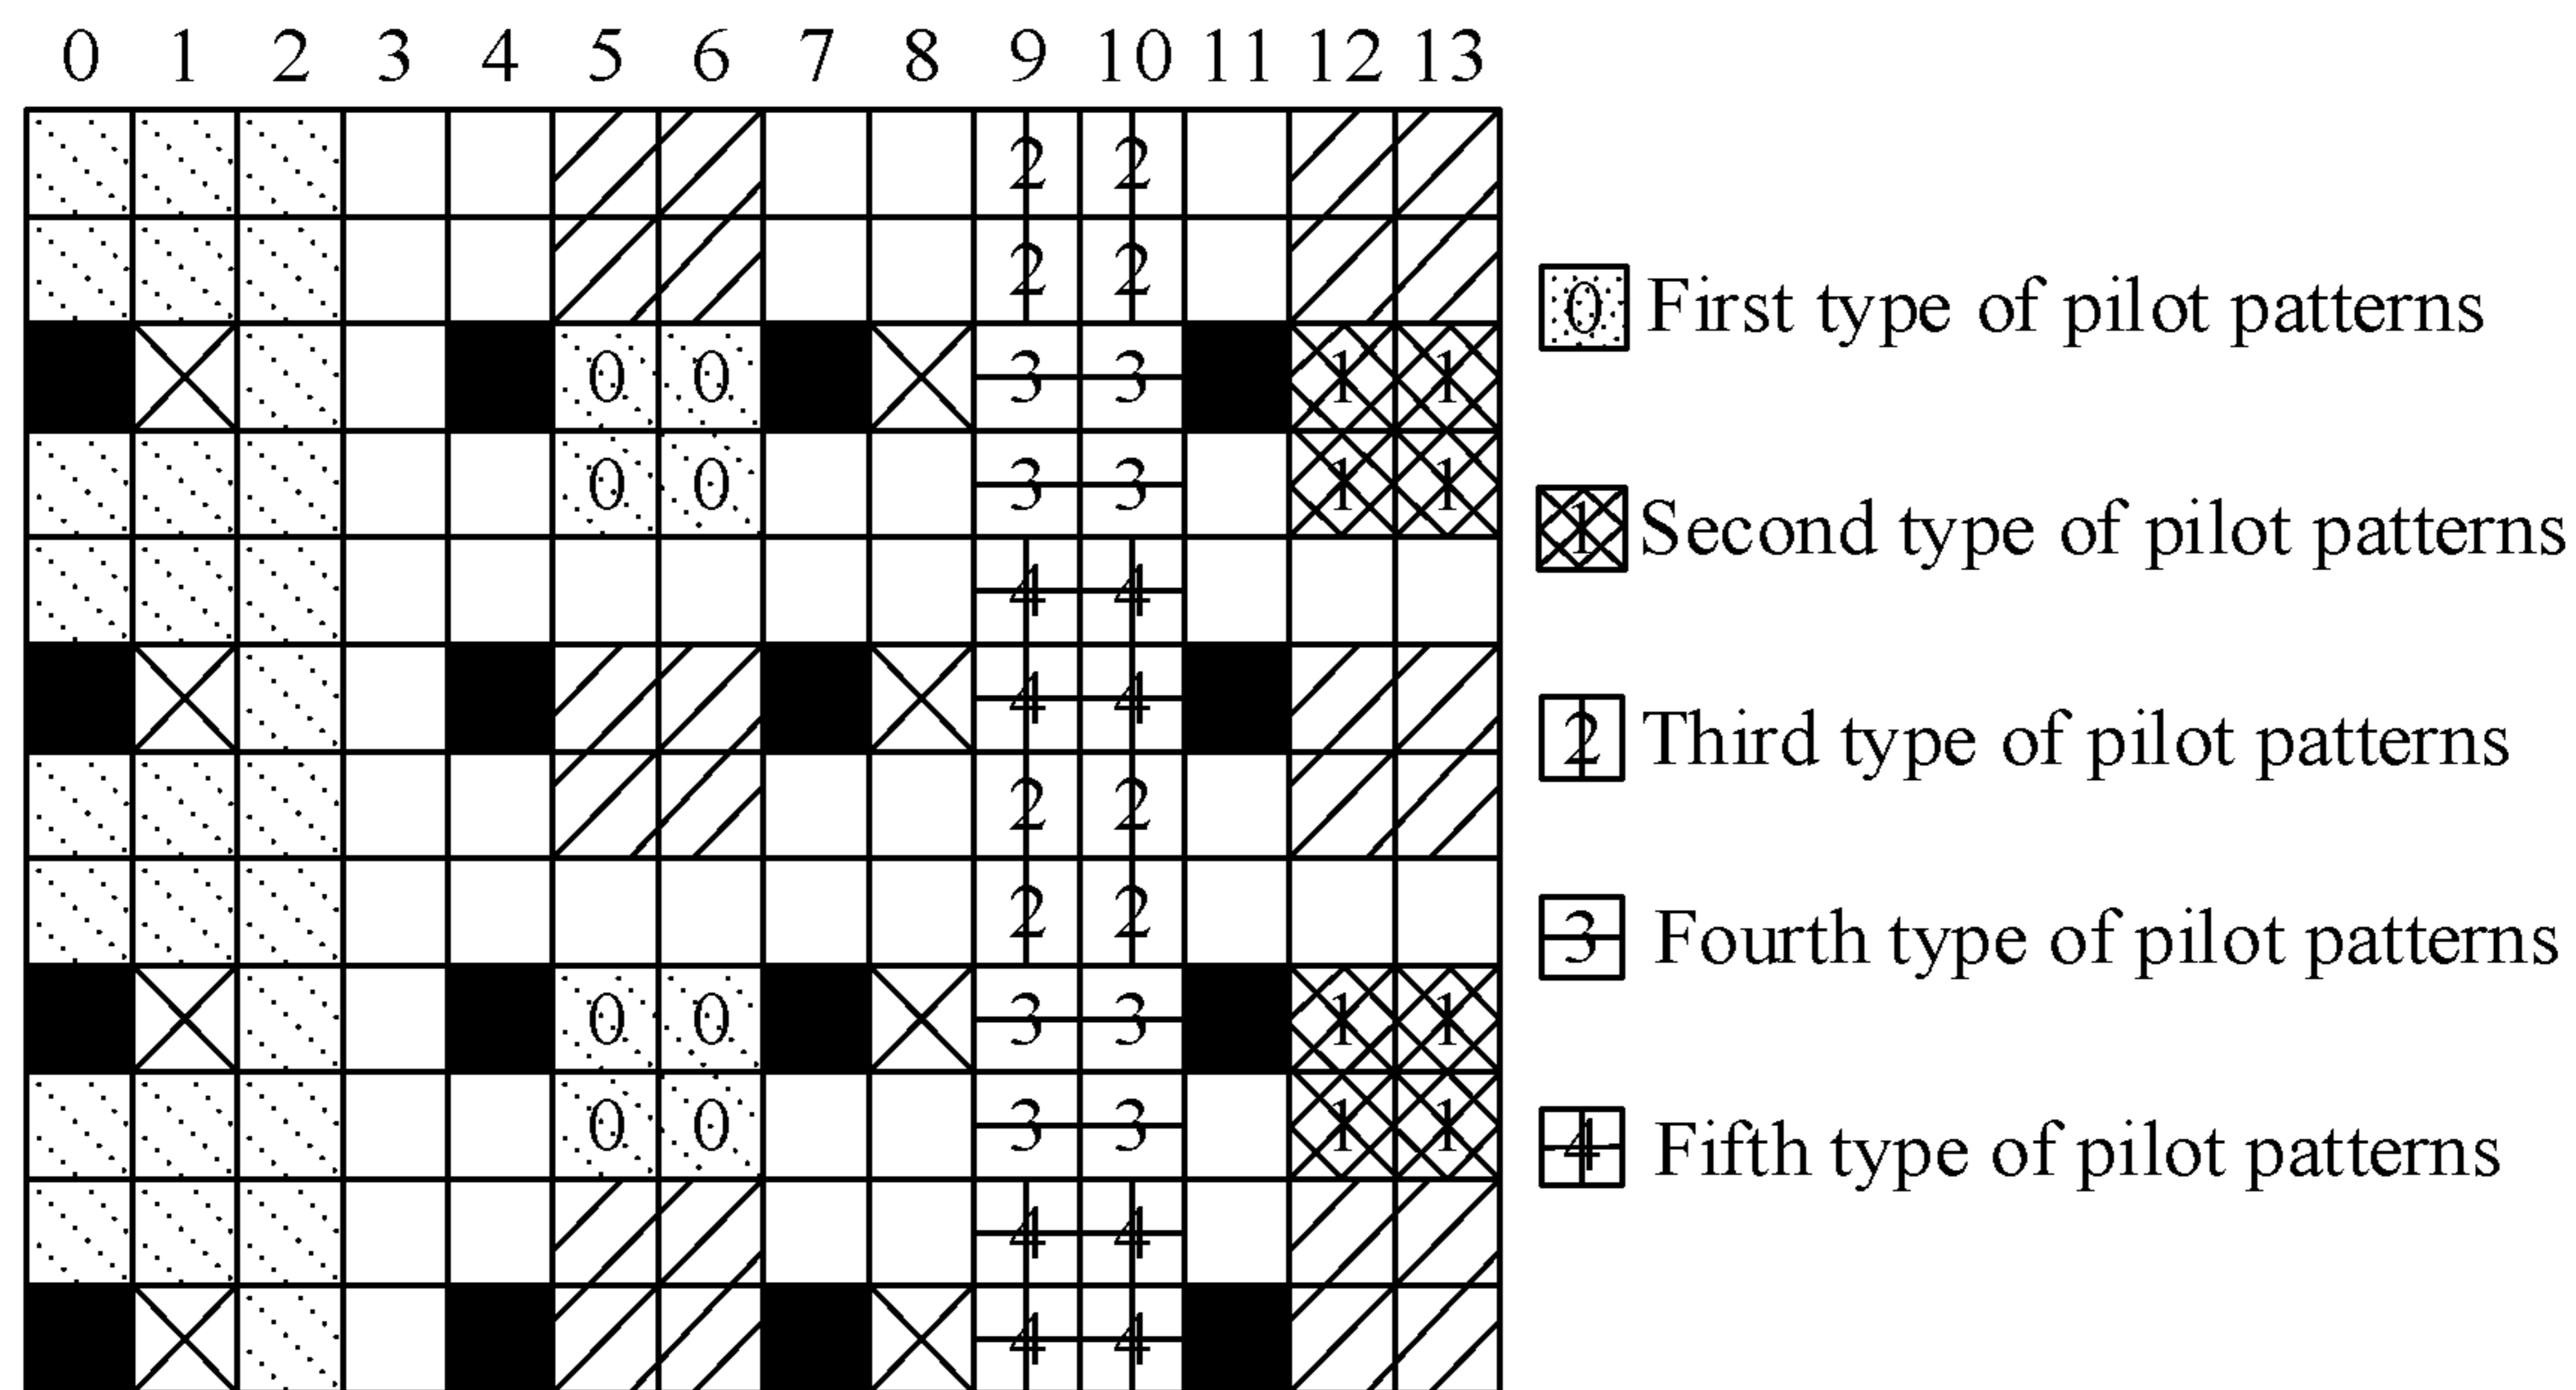 0 1 2 3 4 5 6 7 8 9 10 11 12 13
2 2
2 2
0 0 3 3 1 1
0 0 3 3 1 1
4 4
4 4
2 2
2 2
0 0 3 3 1 1
0 0 3 3 1 1
4 4
4 4
0 First type of pilot patterns
1 Second type of pilot patterns
2 Third type of pilot patterns
3 Fourth type of pilot patterns
4 Fifth type of pilot patterns